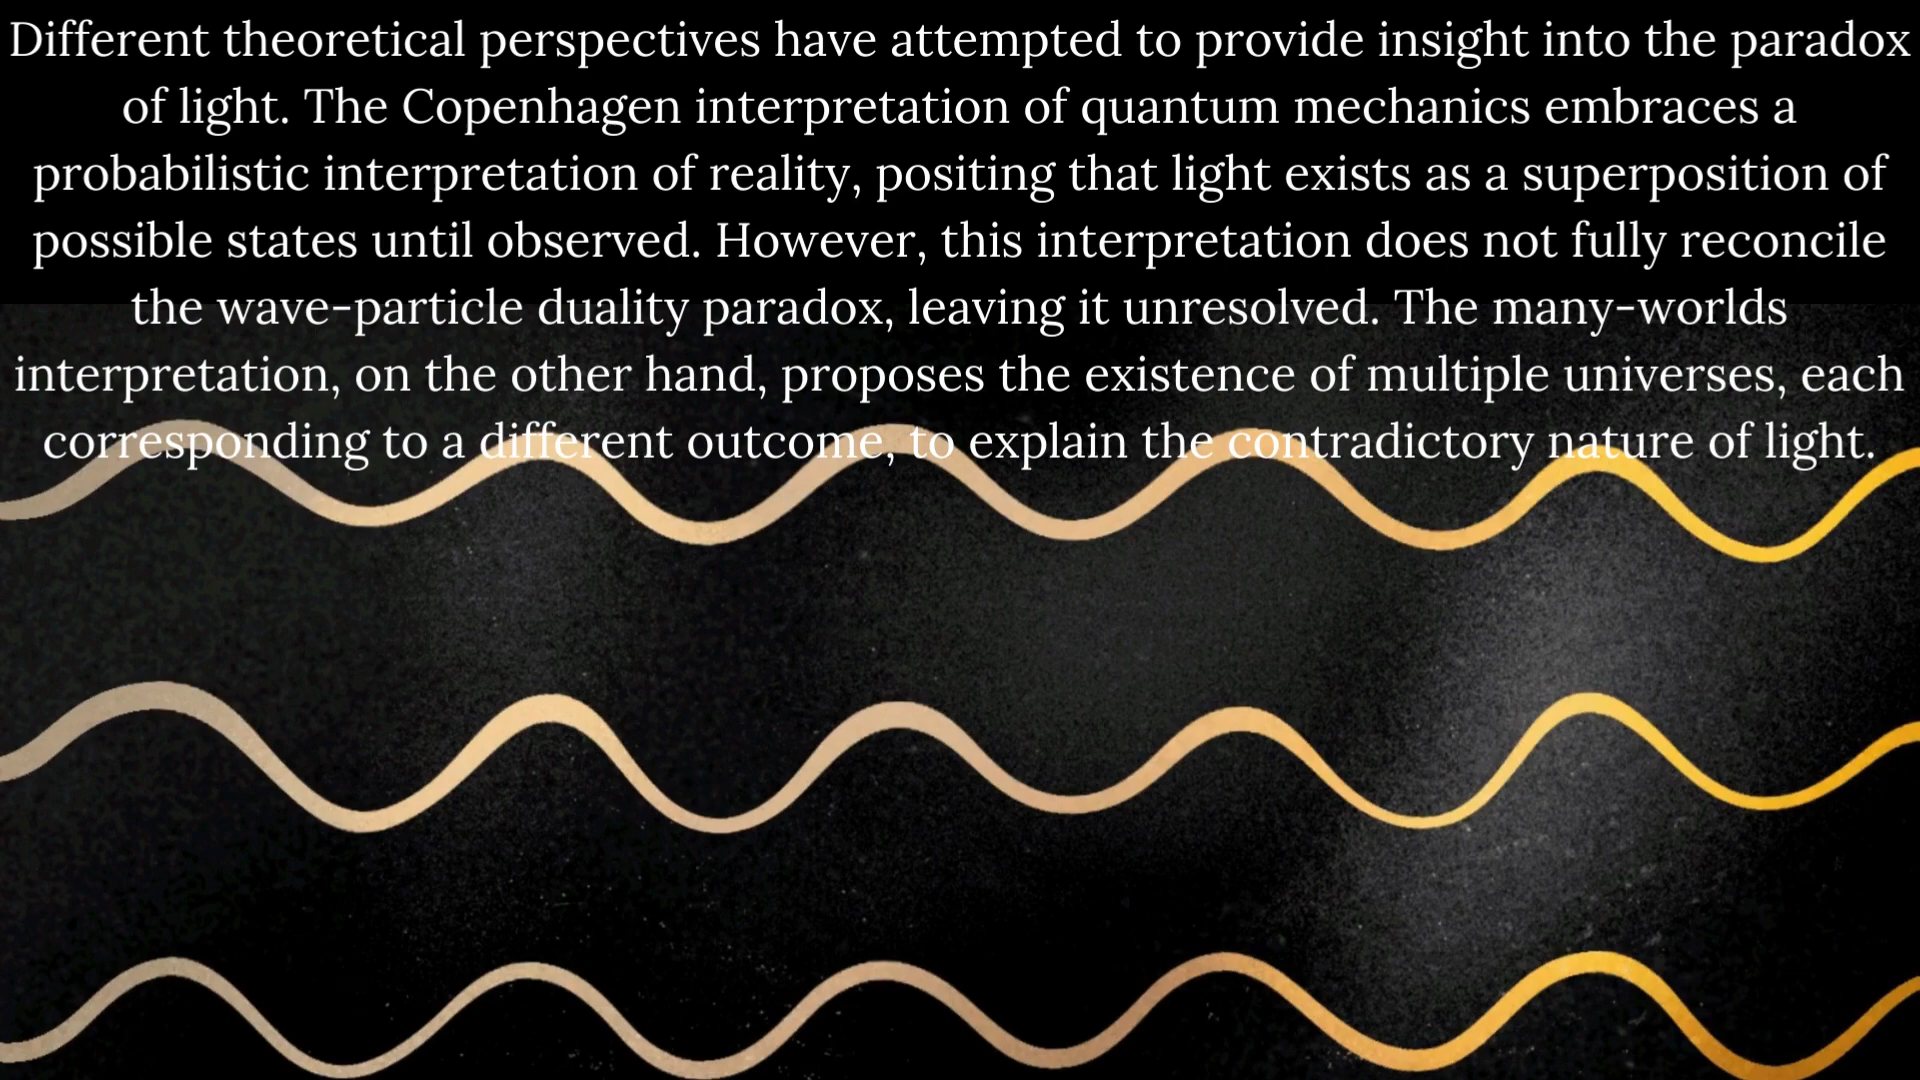 Different theoretical perspectives have attempted to provide insight into the paradox
of light. The Copenhagen interpretation of quantum mechanics embraces a
probabilistic interpretation of reality, positing that light exists as a superposition of
possible states until observed. However, this interpretation does not fully reconcile
the wave-particle duality paradox, leaving it unresolved. The many-worlds
interpretation, on the other hand, proposes the existence of multiple universes, each
corresponding to a different outcome, to explain the contradictory nature of light.